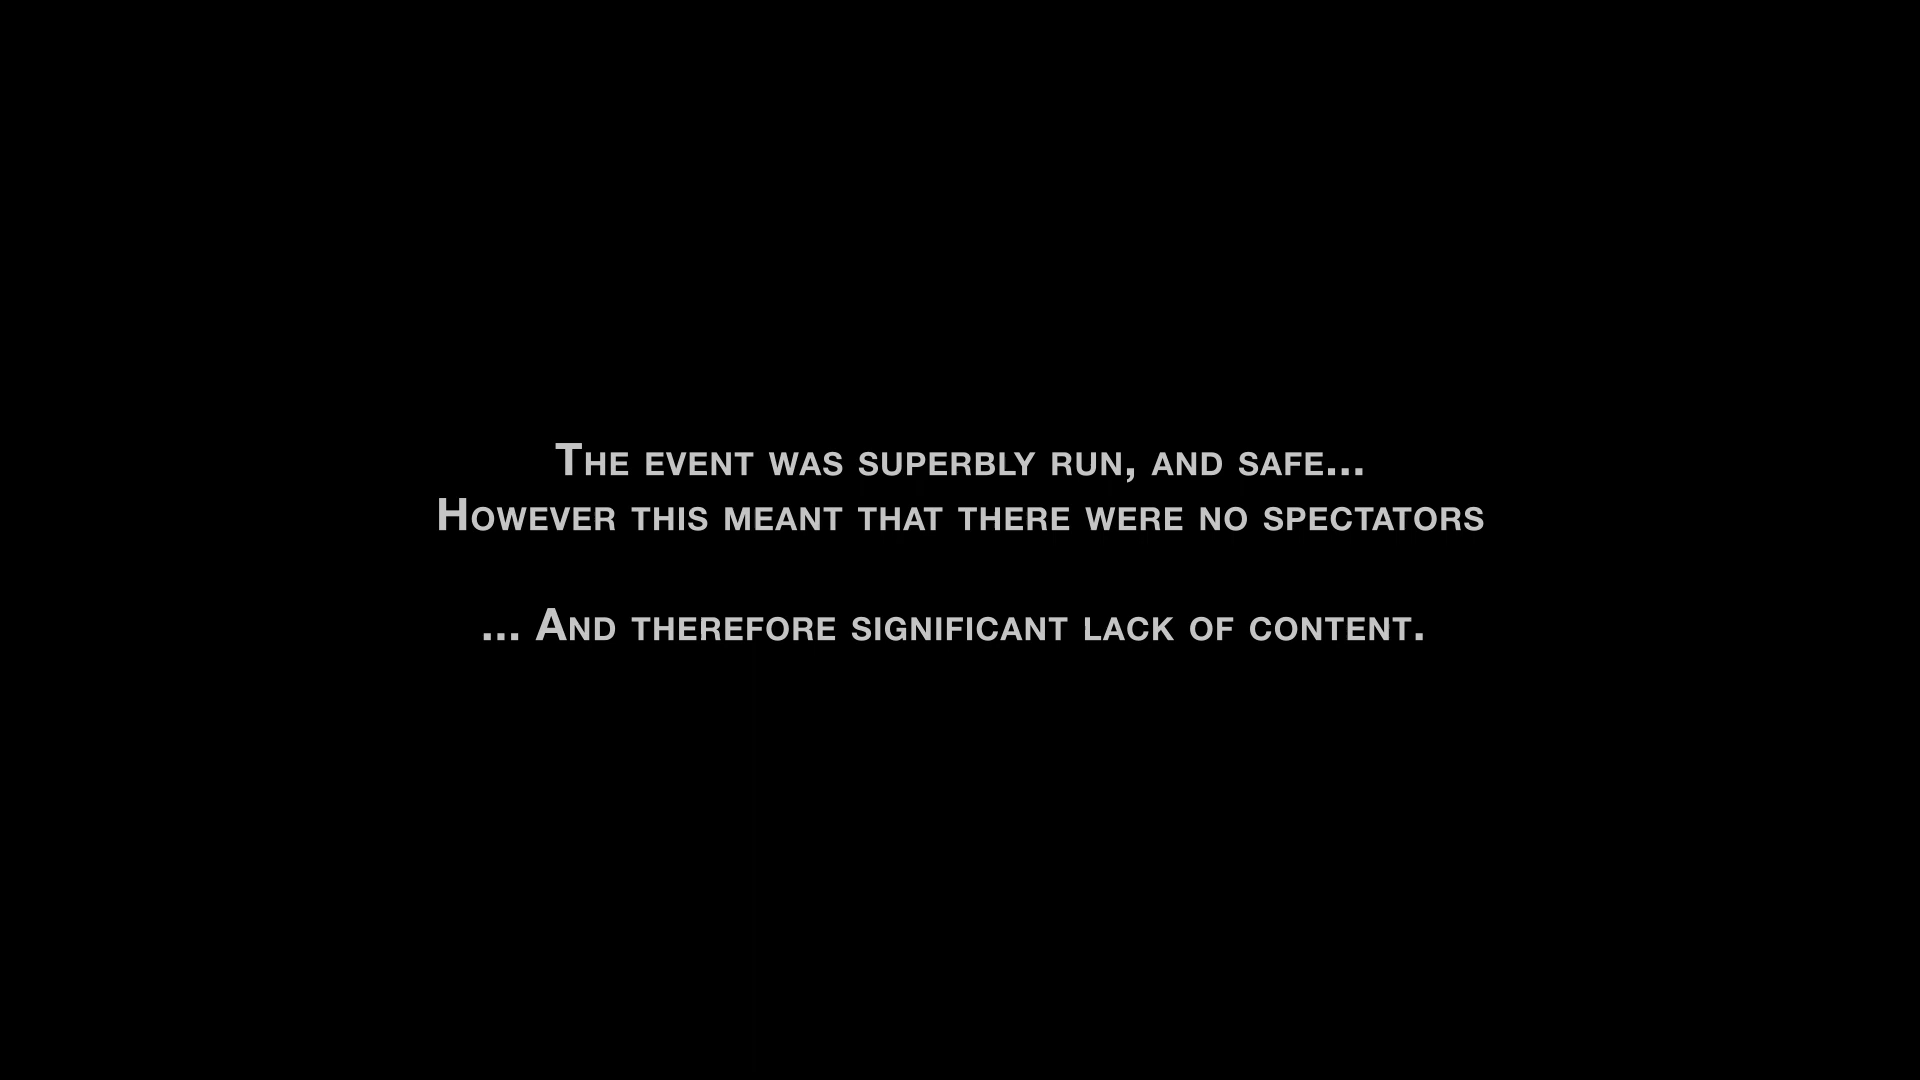 The event was superbly run, and safe...
However this meant that there were no spectators
... And therefore significant lack of content.